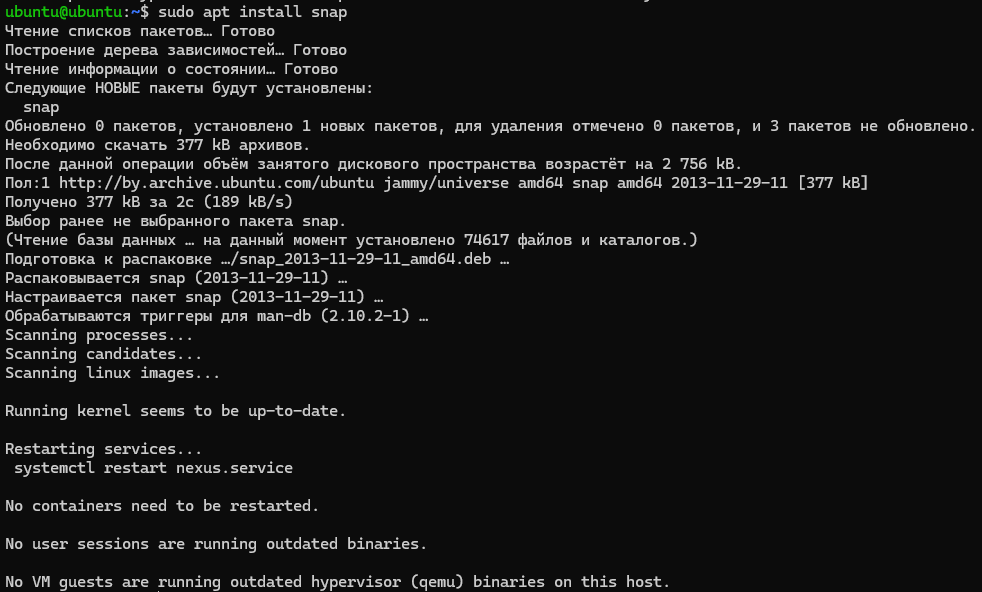 ubuntu@ubuntu:~$ sudo apt install snap
Чтение списков пакетов… Готово
Построение дерева зависимостей… Готово
Чтение информации о состоянии… Готово
Следующие НОВЫЕ пакеты будут установлены:
  snap
Обновлено 0 пакетов, установлено 1 новых пакетов, для удаления отмечено 0 пакетов, и 3 пакетов не обновлено.
Необходимо скачать 377 kB архивов.
После данной операции объём занятого дискового пространства возрастёт на 2 756 kB.
Пол:1 http://by.archive.ubuntu.com/ubuntu jammy/universe amd64 snap amd64 2013-11-29-11 [377 kB]
Получено 377 kB за 2с (189 kB/s)
Выбор ранее не выбранного пакета snap.
(Чтение базы данных … на данный момент установлено 74617 файлов и каталогов.)
Подготовка к распаковке …/snap_2013-11-29-11_amd64.deb …
Распаковывается snap (2013-11-29-11) …
Настраивается пакет snap (2013-11-29-11) …
Обрабатываются триггеры для man-db (2.10.2-1) …
Scanning processes...
Scanning candidates...
Scanning linux images...
Running kernel seems to be up-to-date.
Restarting services...
 systemctl restart nexus.service
No containers need to be restarted.
No user sessions are running outdated binaries.
No VM guests are running outdated hypervisor (qemu) binaries on this host.